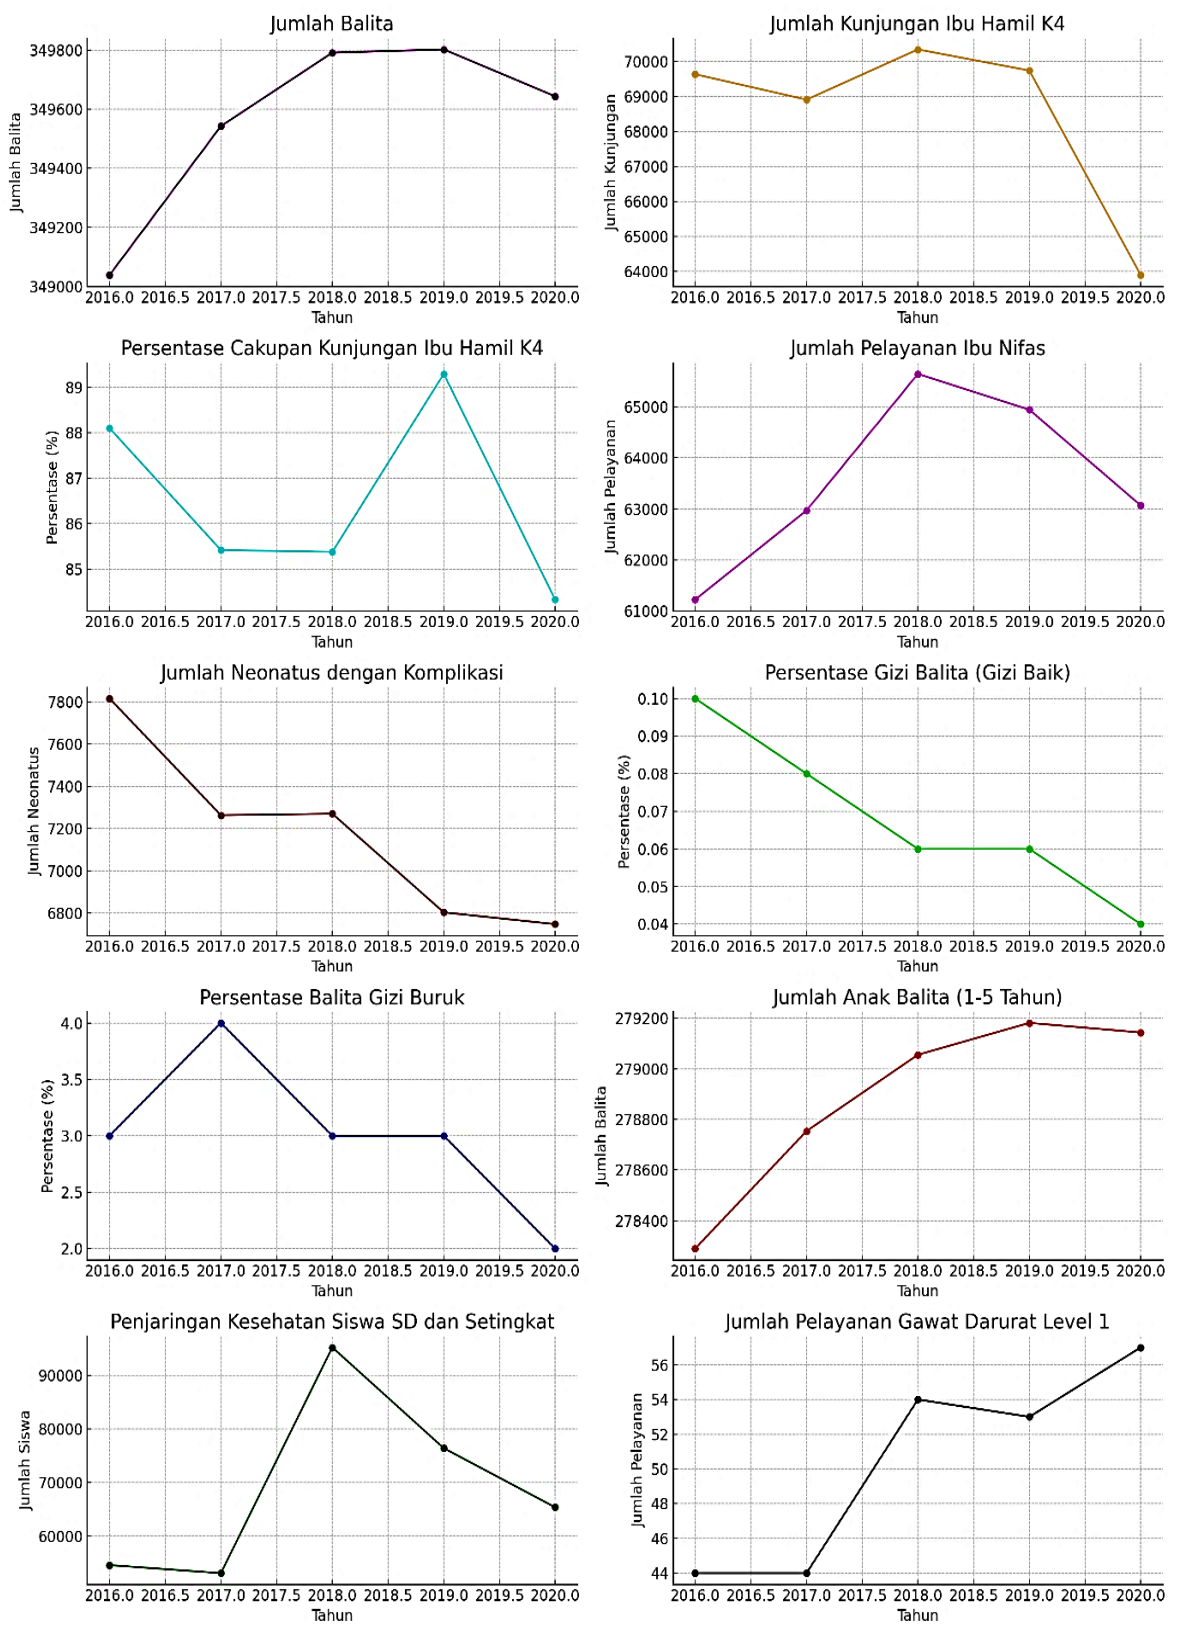 Jumlah Balita
Jumlah Balita
349800
349600
349400
349200
349000
2016.0 2016.5 2017.0 2017.5 2018.0 2018.5 2019.0 2019.5 2020.0
Tahun
Jumlah Kunjungan Ibu Hamil K4
Jumlah Kunjungan
70000
69000
68000
67000
66000
65000
64000
2016.0 2016.5 2017.0 2017.5 2018.0 2018.5 2019.0 2019.5 2020.0
Tahun
Persentase Cakupan Kunjungan Ibu Hamil K4
Persentase (%)
89
88
87
86
85
2016.0 2016.5 2017.0 2017.5 2018.0 2018.5 2019.0 2019.5 2020.0
Tahun
Jumlah Pelayanan Ibu Nifas
Jumlah Pelayanan
65000
64000
63000
62000
61000
2016.0 2016.5 2017.0 2017.5 2018.0 2018.5 2019.0 2019.5 2020.0
Tahun
Jumlah Neonatus dengan Komplikasi
Jumlah Neonatus
7800
7600
7400
7200
7000
6800
2016.0 2016.5 2017.0 2017.5 2018.0 2018.5 2019.0 2019.5 2020.0
Tahun
Persentase Gizi Balita (Gizi Baik)
Persentase (%)
0.10
0.09
0.08
0.07
0.06
0.05
0.04
2016.0 2016.5 2017.0 2017.5 2018.0 2018.5 2019.0 2019.5 2020.0
Tahun
Persentase Balita Gizi Buruk
Persentase (%)
4.0
3.5
3.0
2.5
2.0
2016.0 2016.5 2017.0 2017.5 2018.0 2018.5 2019.0 2019.5 2020.0
Tahun
Jumlah Anak Balita (1-5 Tahun)
Jumlah Balita
279200
279000
278800
278600
278400
2016.0 2016.5 2017.0 2017.5 2018.0 2018.5 2019.0 2019.5 2020.0
Tahun
Penjaringan Kesehatan Siswa SD dan Setingkat
Jumlah Siswa
90000
80000
70000
60000
2016.0 2016.5 2017.0 2017.5 2018.0 2018.5 2019.0 2019.5 2020.0
Tahun
Jumlah Pelayanan Gawat Darurat Level 1
Jumlah Pelayanan
56
54
52
50
48
46
44
2016.0 2016.5 2017.0 2017.5 2018.0 2018.5 2019.0 2019.5 2020.0
Tahun